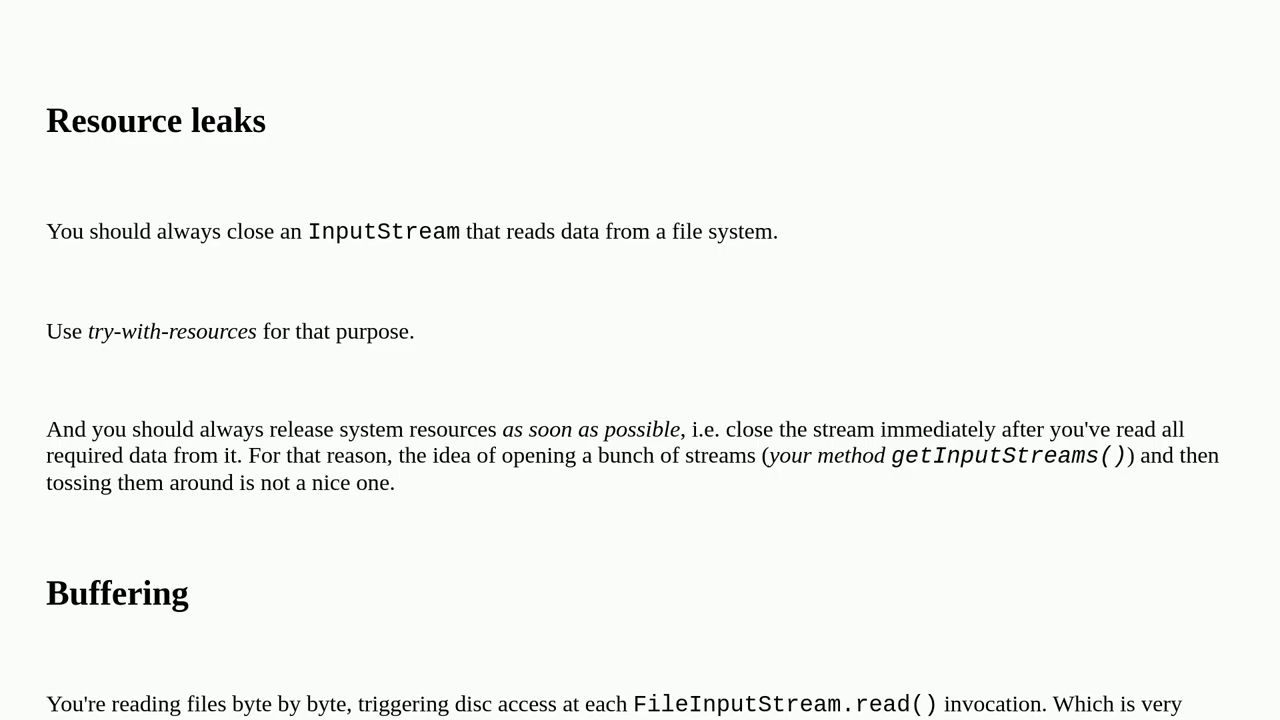 Resource leaks
You should always close an InputStream that reads data from a file system.
Use try-with-resources for that purpose.
And you should always release system resources as soon as possible, i.e. close the stream immediately after you've read all
required data from it. For that reason, the idea of opening a bunch of streams (your method getInputStreams()) and then
tossing them around is not a nice one.
Buffering
You're reading files byte by byte, triggering disc access at each FileInputStream.read() invocation. Which is very